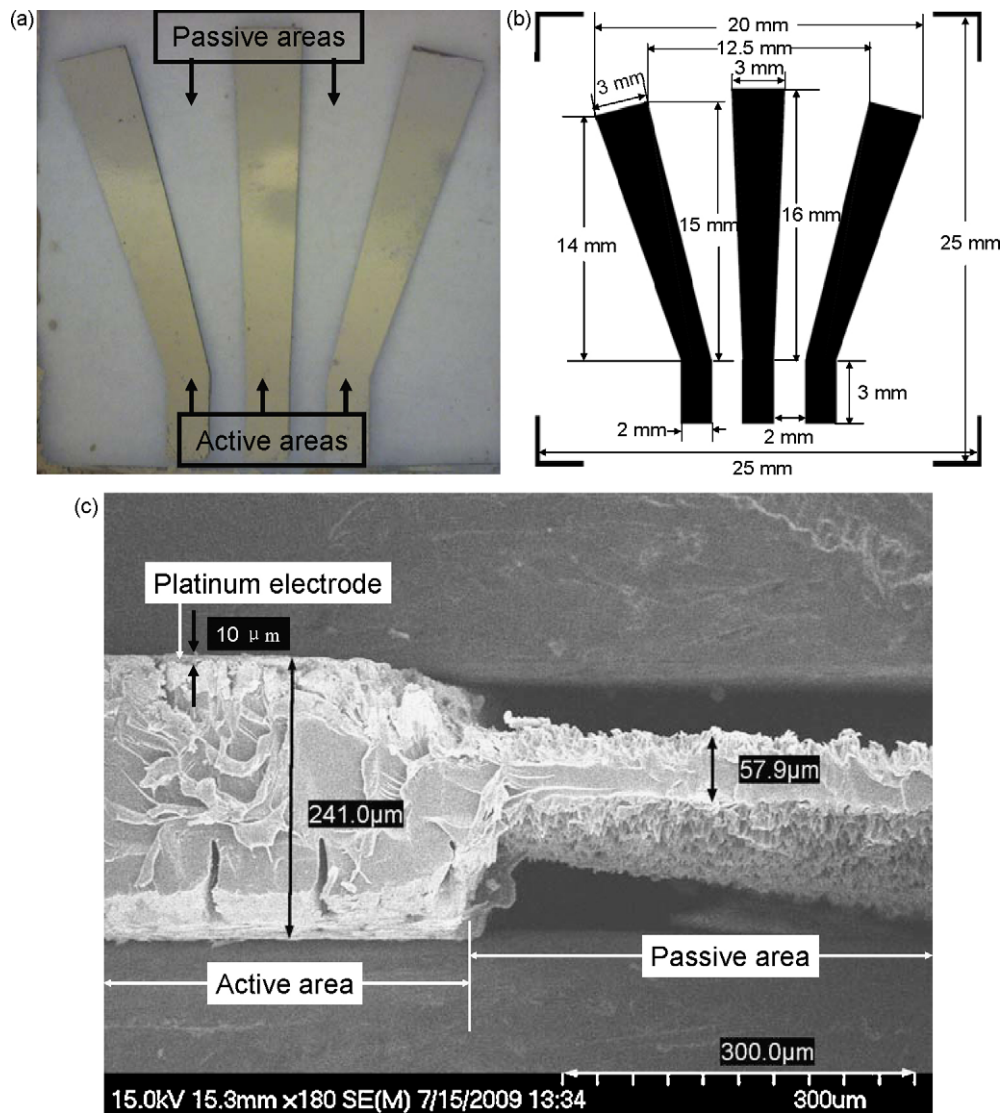 (a)
Passive areas
Active areas
(b)
20 mm
12.5 mm
3 mm
3 mm
14 mm
15 mm
16 mm
25 mm
3 mm
2 mm
2 mm
25 mm
(c)
Platinum electrode
10 μm
241.0μm
57.9μm
Active area
Passive area
300.0μm
15.0kV 15.3mm x180 SE(M) 7/15/2009 13:34
300um